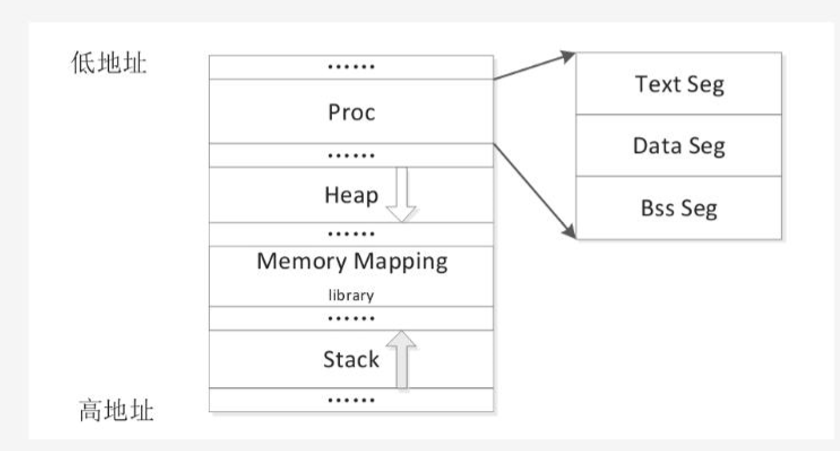 低地址
······
Proc
······
Heap
······
Memory Mapping
library
······
Stack
······
高地址
Text Seg
Data Seg
Bss Seg